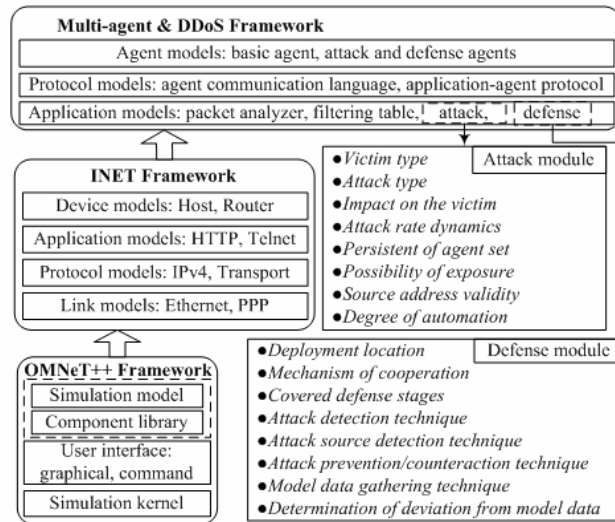 Multi-agent & DDoS Framework
Agent models: basic agent, attack and defense agents
Protocol models: agent communication language, application-agent protocol
Application models: packet analyzer, filtering table, attack, defense
INET Framework
Device models: Host, Router
Application models: HTTP, Telnet
Protocol models: IPv4, Transport
Link models: Ethernet, PPP
OMNeT++ Framework
Simulation model
Component library
User interface:
graphical, command
Simulation kernel
Attack module
●Victim type
●Attack type
●Impact on the victim
●Attack rate dynamics
●Persistent of agent set
●Possibility of exposure
●Source address validity
●Degree of automation
Defense module
●Deployment location
●Mechanism of cooperation
●Covered defense stages
●Attack detection technique
●Attack source detection technique
●Attack prevention/counteraction technique
●Model data gathering technique
●Determination of deviation from model data